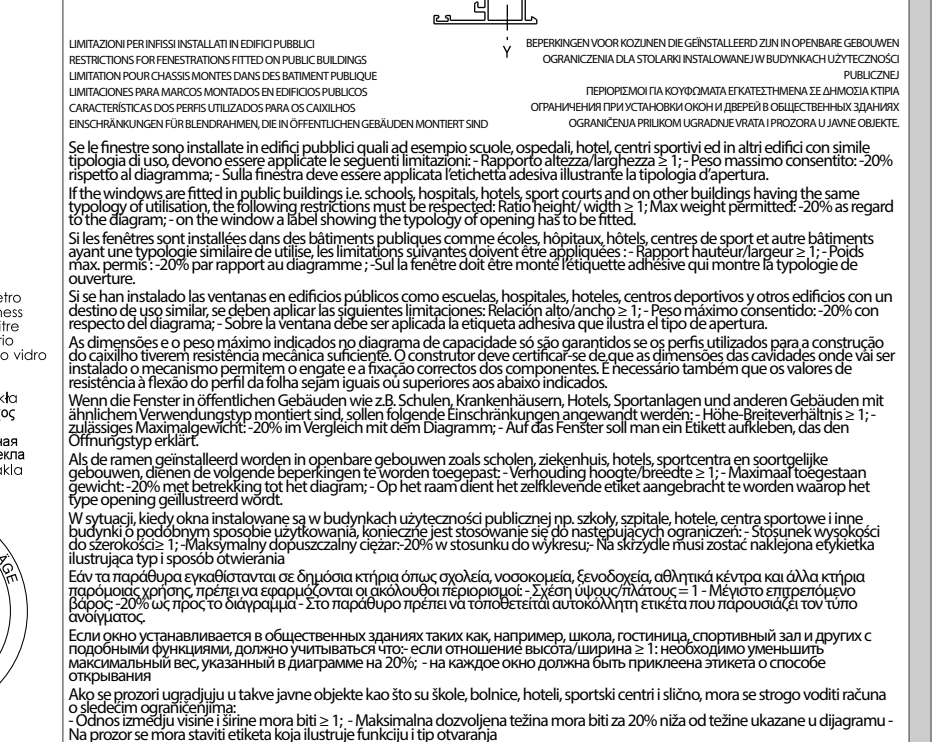 Y
LIMITAZIONI PER INFISSI INSTALLATI IN EDIFICI PUBBLICI
RESTRICTIONS FOR FENESTRATIONS FITTED ON PUBLIC BUILDINGS
LIMITATION POUR CHASSIS MONTES DANS DES BATIMENT PUBLIQUE
LIMITACIONES PARA MARCOS MONTADOS EN EDIFICIOS PUBLICOS
CARACTERÍSTICAS DOS PERFIS UTILIZADOS PARA OS CAIXILHOS
EINSCHRÄNKUNGEN FÜR BLENDRAHMEN, DIE IN ÖFFENTLICHEN GEBÄUDEN MONTIERT SIND
BEPERKINGEN VOOR KOZIJNEN DIE GEÏNSTALLEERD ZIJN IN OPENBARE GEBOUWEN
OGRANICZENIA DLA STOLARKI INSTALOWANEJ W BUDYNKACH UŻYTECZNOŚCI
PUBLICZNEJ
ΠΕΡΙΟΡΙΣΜΟΙ ΓΙΑ ΚΟΥΦΩΜΑΤΑ ΕΓΚΑΤΕΣΤΗΜΕΝΑ ΣΕ ΔΗΜΟΣΙΑ ΚΤΙΡΙΑ
ОГРАНИЧЕНИЯ ПРИ УСТАНОВКИ ОКОН И ДВЕРЕЙ В ОБЩЕСТВЕННЫХ ЗДАНИЯХ
OGRANIČENJA PRILIKOM UGRADNJE VRATA I PROZORA U JAVNE OBJEKTE.
Se le finestre sono installate in edifici pubblici quali ad esempio scuole, ospedali, hotel, centri sportivi ed in altri edifici con simile
tipologia di uso, devono essere applicate le seguenti limitazioni: - Rapporto altezza/larghezza ≥ 1; - Peso massimo consentito: -20%
rispetto al diagramma; - Sulla finestra deve essere applicata l'etichetta adesiva illustrante la tipologia d'apertura.
If the windows are fitted in public buildings i.e. schools, hospitals, hotels, sport courts and on other buildings having the same
typology of utilisation, the following restrictions must be respected: Ratio height/ width ≥ 1; Max weight permitted: -20% as regard
to the diagram; - on the window a label showing the typology of opening has to be fitted.
Si les fenêtres sont installées dans des bâtiments publiques comme écoles, hôpitaux, hôtels, centres de sport et autre bâtiments
ayant une typologie similaire de utilise, les limitations suivantes doivent être appliquées : - Rapport hauteur/largeur ≥ 1; - Poids
max. permis : -20% par rapport au diagramme ; -Sul la fenêtre doit être monté l'étiquette adhésive qui montre la typologie de
ouverture.
Si se han instalado las ventanas en edificios públicos como escuelas, hospitales, hoteles, centros deportivos y otros edificios con un
destino de uso similar, se deben aplicar las siguientes limitaciones: Relación alto/ancho ≥ 1; - Peso máximo consentido: -20% con
respecto del diagrama; - Sobre la ventana debe ser aplicada la etiqueta adhesiva que ilustra el tipo de apertura.
As dimensões e o peso máximo indicados no diagrama de capacidade só são garantidos se os perfis utilizados para a construção
do caixilho tiverem resistência mecânica suficiente. O construtor deve certificar-se de que as dimensões das cavidades onde vai ser
instalado o mecanismo permitem o engate e a fixação correctos dos componentes. É necessário também que os valores de
resistência à flexão do perfil da folha sejam iguais ou superiores aos abaixo indicados.
Wenn die Fenster in öffentlichen Gebäuden wie z.B. Schulen, Krankenhäusern, Hotels, Sportanlagen und anderen Gebäuden mit
ähnlichem Verwendungstyp montiert sind, sollen folgende Einschränkungen angewandt werden: - Höhe-Breiteverhältnis ≥ 1; -
zulässiges Maximalgewicht: -20% im Vergleich mit dem Diagramm; - Auf das Fenster soll man ein Etikett aufkleben, das den
Öffnungstyp erklärt.
Als de ramen geïnstalleerd worden in openbare gebouwen zoals scholen, ziekenhuis, hotels, sportcentra en soortgelijke
gebouwen, dienen de volgende beperkingen te worden toegepast: - Verhouding hoogte/breedte ≥ 1; - Maximaal toegestaan
gewicht: -20% met betrekking tot het diagram; - Op het raam dient het zelfklevende etiket aangebracht te worden waarop het
type opening geïllustreerd wordt.
W sytuacji, kiedy okna instalowane są w budynkach użyteczności publicznej np. szkoły, szpitale, hotele, centra sportowe i inne
budynki o podobnym sposobie użytkowania, konieczne jest stosowanie się do następujących ograniczeń: - Stosunek wysokości
do szerokości≥ 1; -Maksymalny dopuszczalny ciężar:-20% w stosunku do wykresu;- Na skrzydle musi zostać naklejona etykietka
ilustrująca typ i sposób otwierania
Εάν τα παράθυρα εγκαθίστανται σε δημόσια κτήρια όπως σχολεία, νοσοκομεία, ξενοδοχεία, αθλητικά κέντρα και άλλα κτήρια
παρόμοιας χρήσης, πρέπει να εφαρμόζονται οι ακόλουθοι περιορισμοί: - Σχέση ύψους/πλάτους = 1 - Μέγιστο επιτρεπόμενο
βάρος: -20% ως προς το διάγραμμα - Στο παράθυρο πρέπει να τοποθετείται αυτοκόλλητη ετικέτα που παρουσιάζει τον τύπο
ανοίγματος.
Если окно устанавливается в общественных зданиях таких как, например, школа, гостиница, спортивный зал и других с
подобными функциями, должно учитываться что:- если отношение высота/ширина ≥ 1: необходимо уменьшить
максимальный вес, указанный в диаграмме на 20%; - на каждое окно должна быть приклеена этикета о способе
открывания
Ako se prozori ugradjuju u takve javne objekte kao što su škole, bolnice, hoteli, sportski centri i slično, mora se strogo voditi računa
o sledećim ograničenjima:
- Odnos izmedju visine i širine mora biti ≥ 1; - Maksimalna dozvoljena težina mora biti za 20% niža od težine ukazane u dijagramu -
Na prozor se mora staviti etiketa koja ilustruje funkciju i tip otvaranja
o vidro